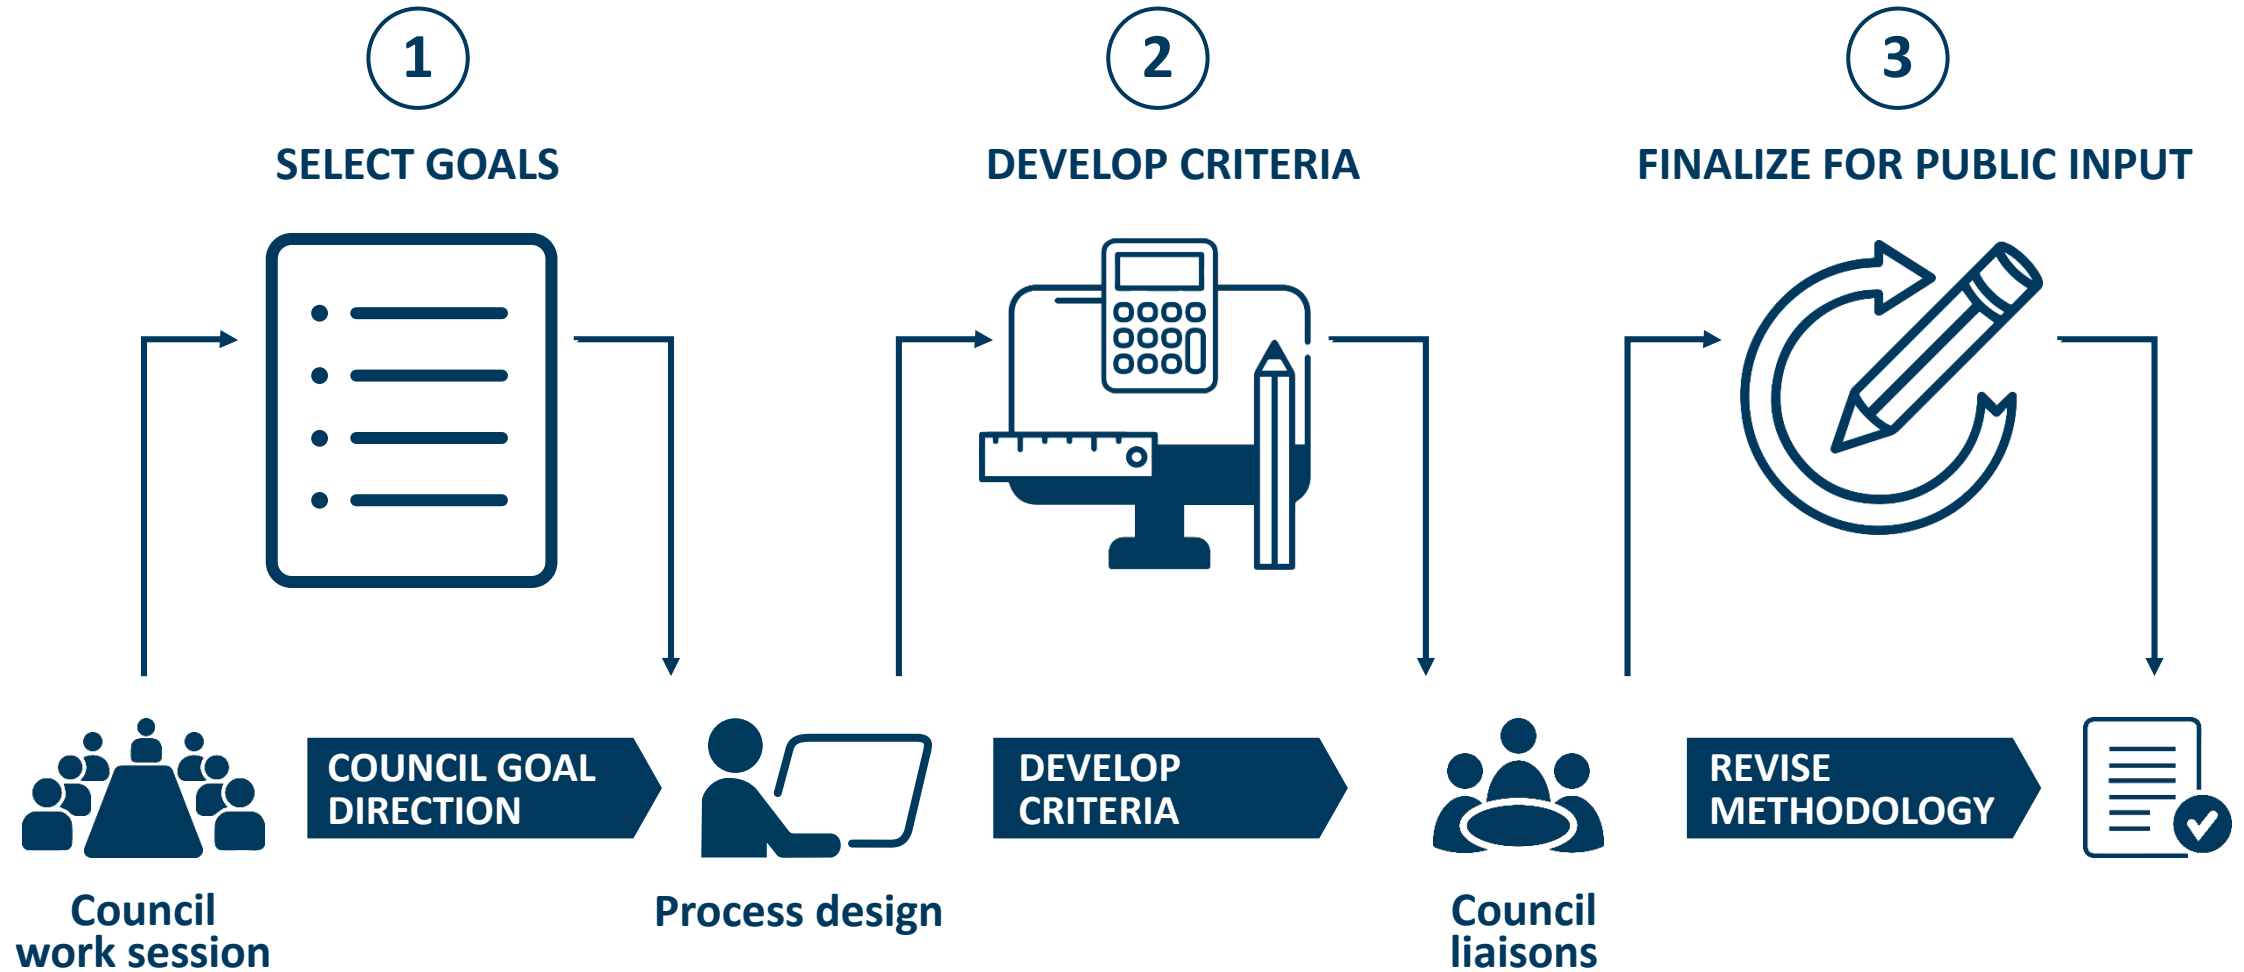 1
SELECT GOALS
2
DEVELOP CRITERIA
3
FINALIZE FOR PUBLIC INPUT
COUNCIL GOAL
DIRECTION
DEVELOP
CRITERIA
REVISE
METHODOLOGY
Council
work session
Process design
Council
liaisons